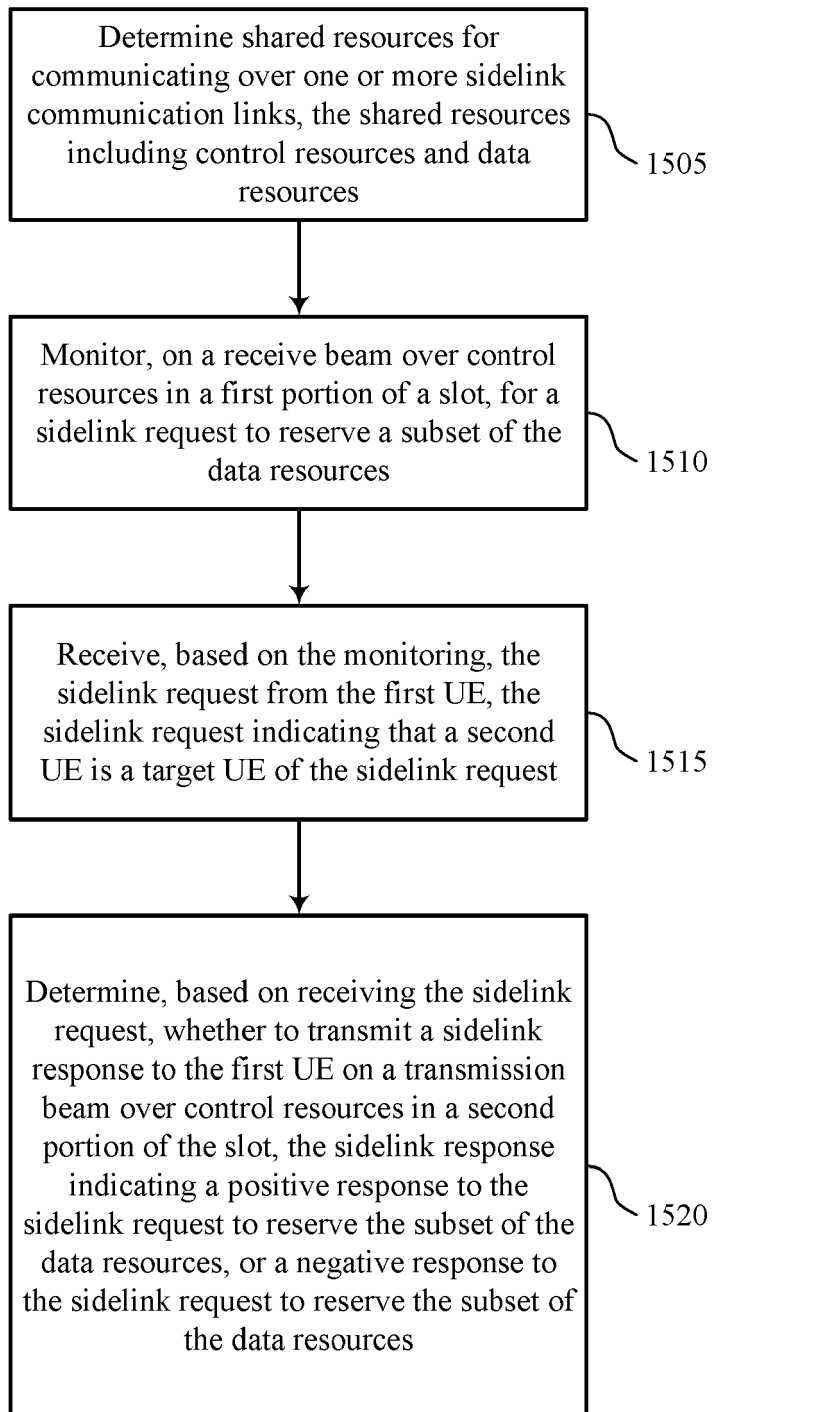 Determine shared resources for
communicating over one or more sidelink
communication links, the shared resources
including control resources and data
resources
1505
Monitor, on a receive beam over control
resources in a first portion of a slot, for a
sidelink request to reserve a subset of the
data resources
1510
Receive, based on the monitoring, the
sidelink request from the first UE, the
sidelink request indicating that a second
UE is a target UE of the sidelink request
1515
Determine, based on receiving the sidelink
request, whether to transmit a sidelink
response to the first UE on a transmission
beam over control resources in a second
portion of the slot, the sidelink response
indicating a positive response to the
sidelink request to reserve the subset of the
data resources, or a negative response to
the sidelink request to reserve the subset of
the data resources
1520